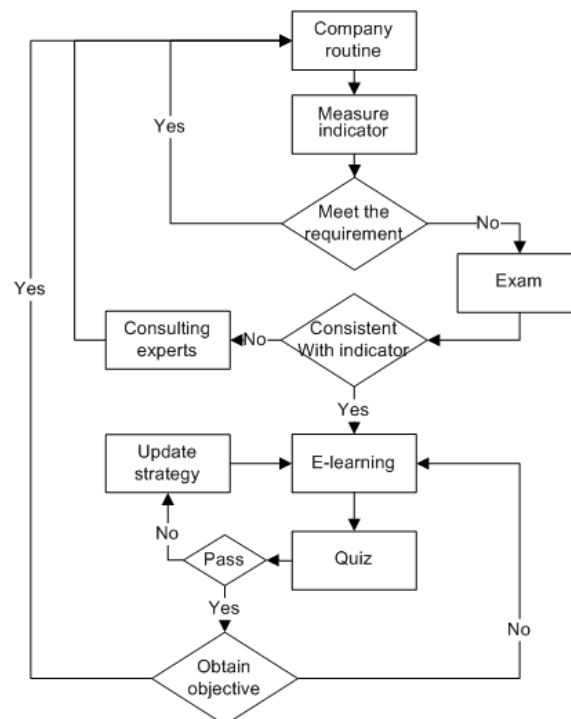 Company
routine
Measure
indicator
Yes
Meet the
requirement
No
Exam
Yes
Consulting
experts
No
Consistent
With indicator
Yes
Update
strategy
E-learning
No
Pass
Quiz
Yes
No
Obtain
objective